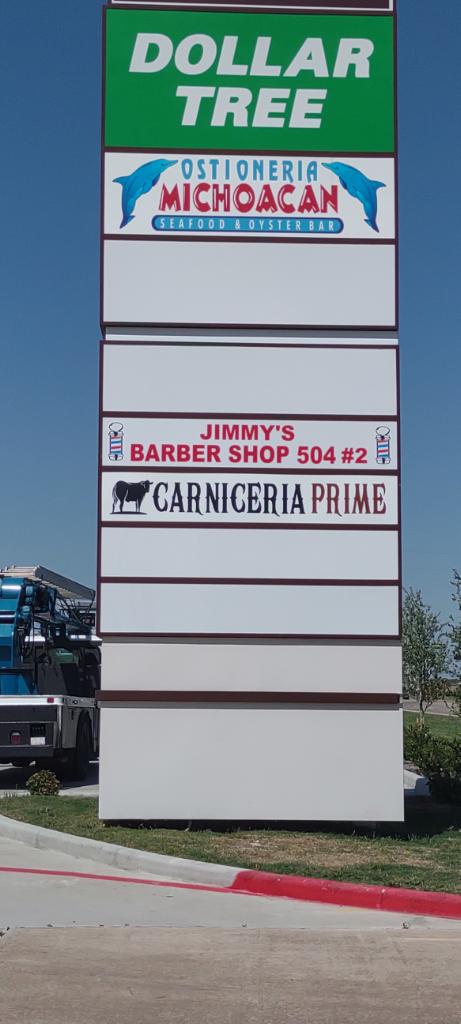 DOLLAR
TREE
OSTIONERIA
MICHOACAN
SEAFOOD & OYSTER BAR
JIMMY'S
BARBER SHOP 504 #2
CARNICERIA PRIME